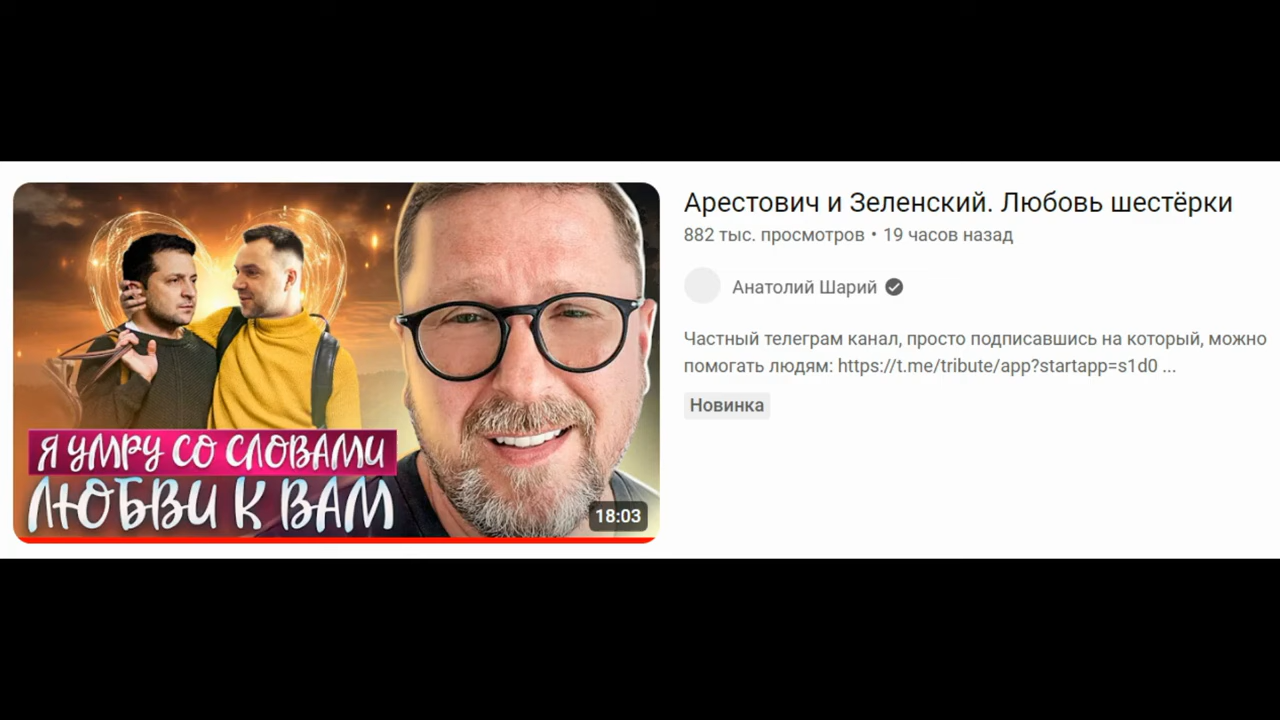 Я УМРУ СО СЛОВАМИ
ЛЮБВИ К ВАМ
18:03
Арестович и Зеленский. Любовь шестёрки
882 тыс. просмотров • 19 часов назад
Анатолий Шарий
Частный телеграм канал, просто подписавшись на который, можно
помогать людям: https://t.me/tribute/app?startapp=s1d0 ...
Новинка